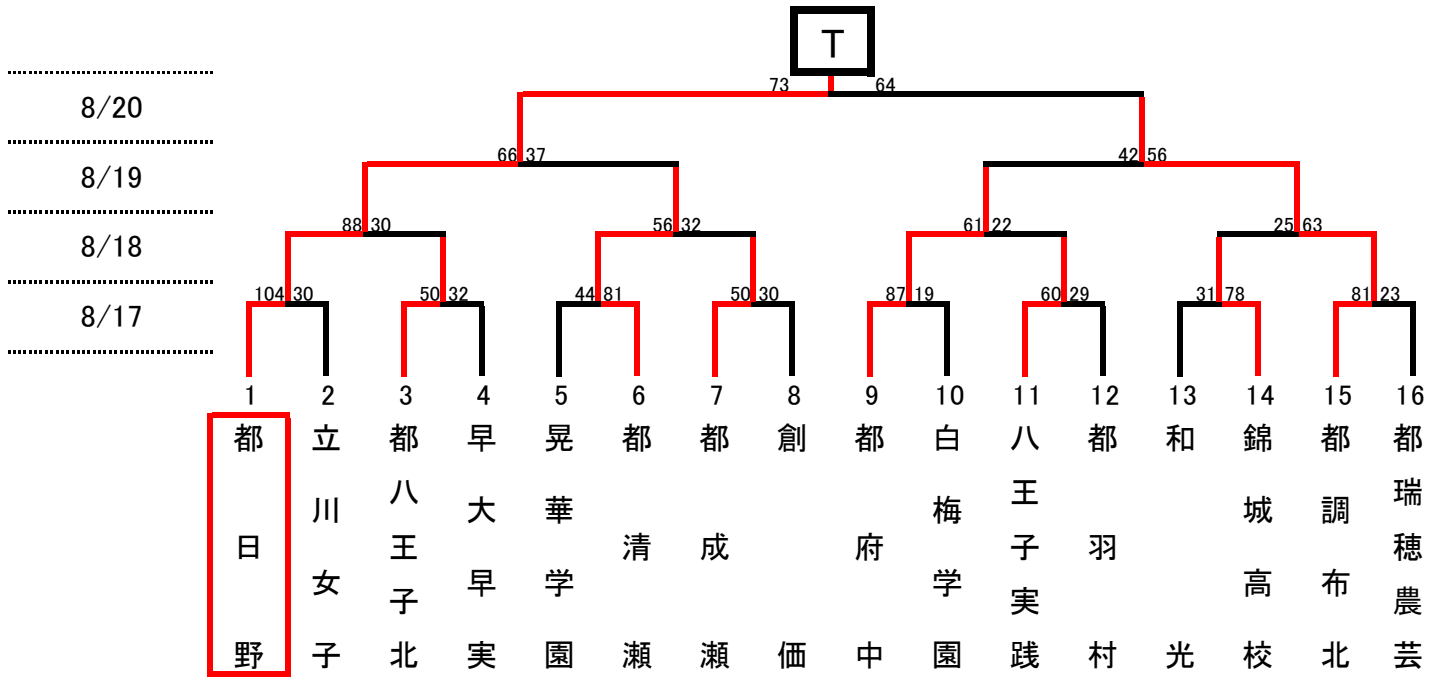 T
73 64
8/20
66 37 42 56
8/19
88 30 56 32 61 22 25 63
8/18
104 30 50 32 44 81 50 30 87 19 60 29 31 78 81 23
8/17
1 2 3 4 5 6 7 8 9 10 11 12 13 14 15 16
都日野
立川女子
都八王子北
早大早実
晃華学園
都清瀬
都成瀬
創価
都府中
白梅学園
八王子実践
都羽村
和光
錦城高校
都調布北
都瑞穂農芸